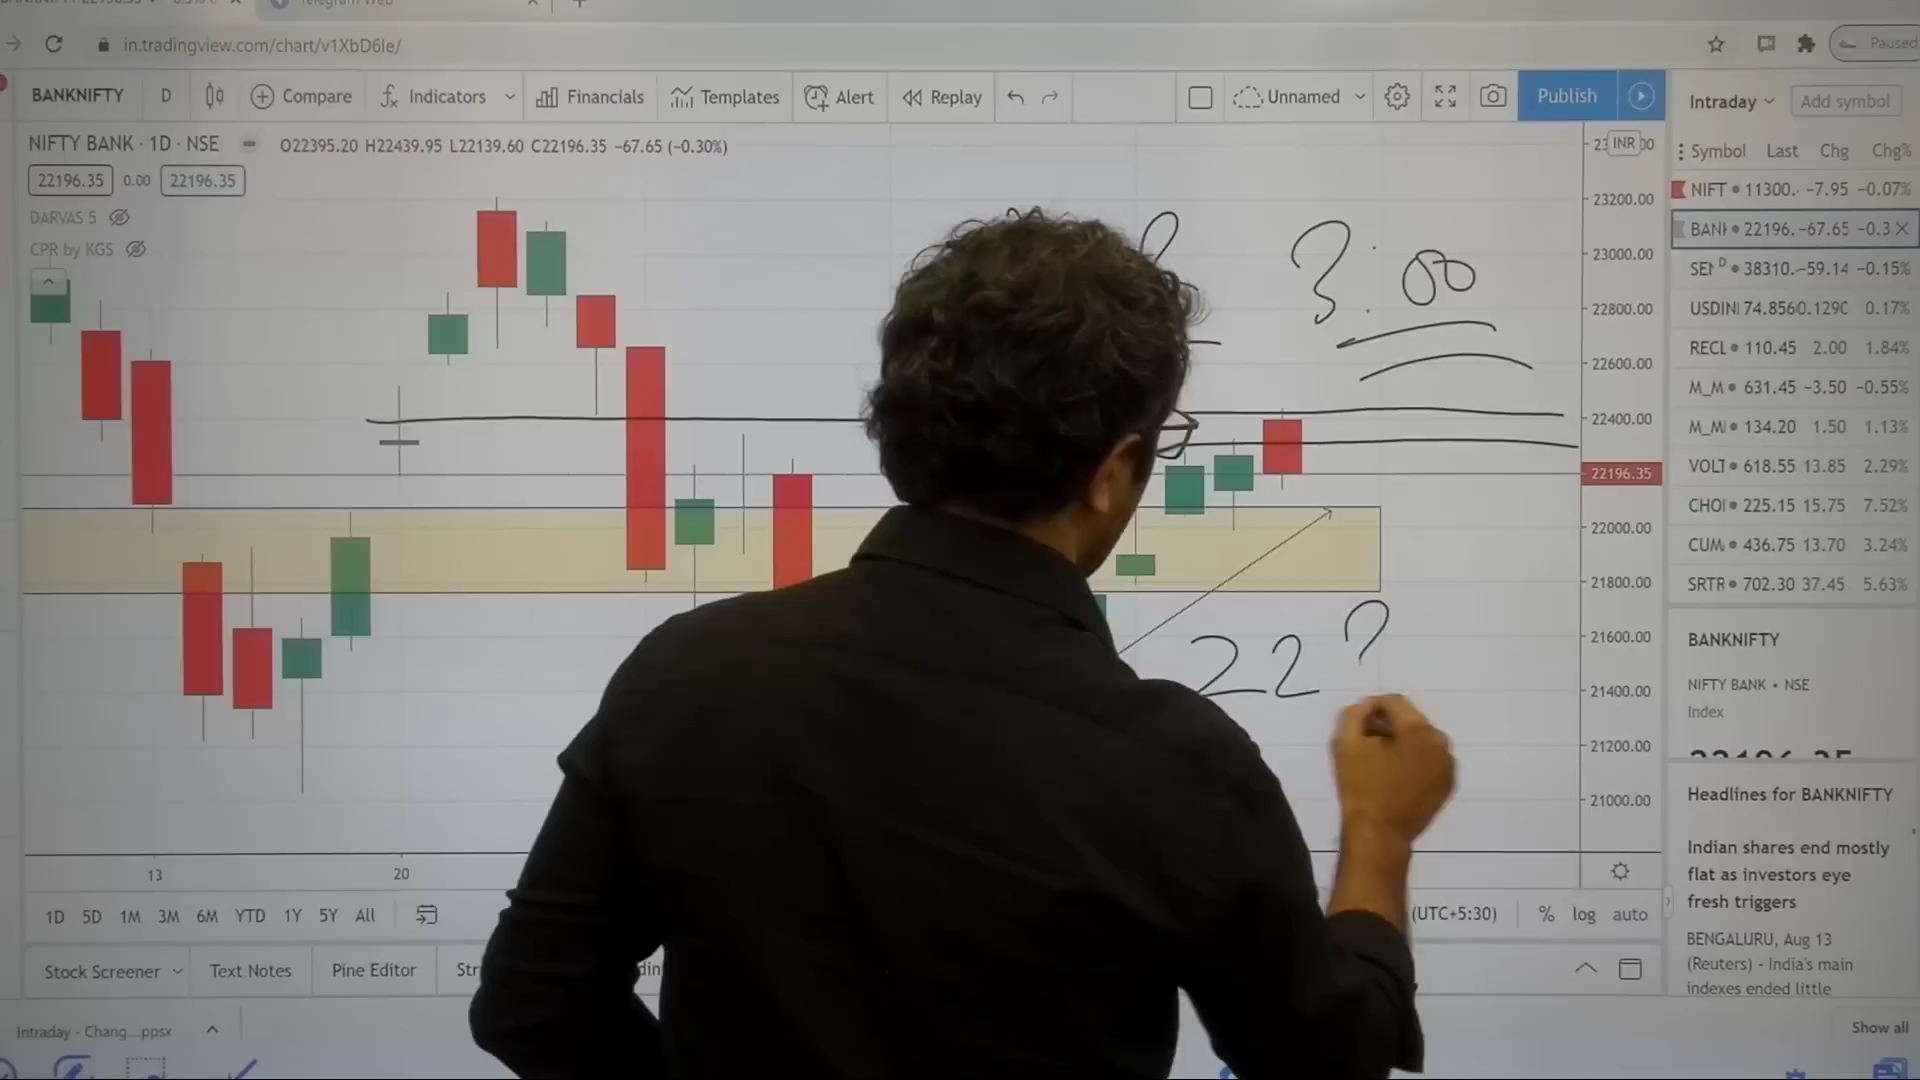 Telegram Web
in.tradingview.com/chart/v1XbD6Ie/
Paused
BANKNIFTY D Compare Indicators Financials Templates Alert Replay Unnamed Publish
Intraday Add symbol
NIFTY BANK · 1D · NSE O22395.20 H22439.95 L22139.60 C22196.35 −67.65 (−0.30%)
INR
22196.35 0.00 22196.35
DARVAS 5
CPR by KGS
3:00
22?
23200.00
23000.00
22800.00
22600.00
22400.00
22196.35
22000.00
21800.00
21600.00
21400.00
21200.00
21000.00
13 20
1D 5D 1M 3M 6M YTD 1Y 5Y All
(UTC+5:30) % log auto
Stock Screener Text Notes Pine Editor
Intraday - Chang....ppsx
Show all
Symbol Last Chg Chg%
NIFT 11300. −7.95 −0.07%
BANI 22196. −67.65 −0.3
38310. −59.14 −0.15%
USDINI 74.8560 .1290 0.17%
RECL 110.45 2.00 1.84%
M_M 631.45 −3.50 −0.55%
134.20 1.50 1.13%
VOLT 618.55 13.85 2.29%
225.15 15.75 7.52%
CUM 436.75 13.70 3.24%
SRTR 702.30 37.45 5.63%
BANKNIFTY
NIFTY BANK • NSE
Index
22196.35
Headlines for BANKNIFTY
Indian shares end mostly
flat as investors eye
fresh triggers
BENGALURU, Aug 13
(Reuters) - India's main
indexes ended little